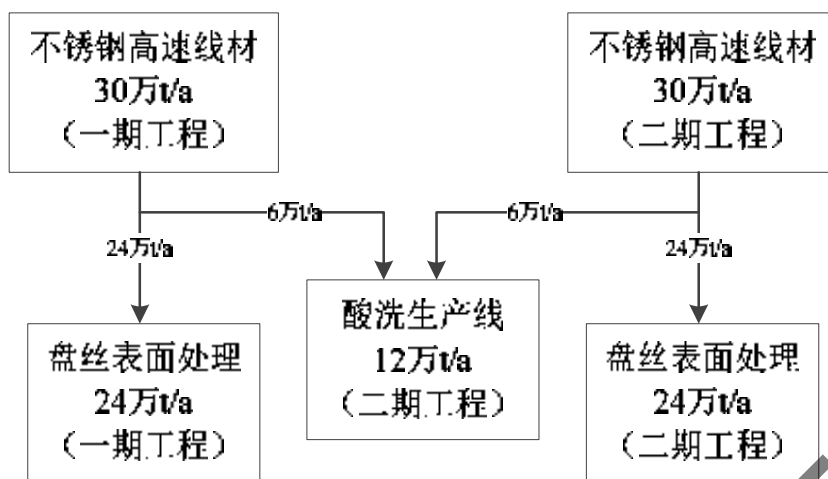 不锈钢高速线材
30万t/a
（一期工程）
不锈钢高速线材
30万t/a
（二期工程）
6万t/a
6万t/a
24万t/a
24万t/a
酸洗生产线
12万t/a
（二期工程）
盘丝表面处理
24万t/a
（一期工程）
盘丝表面处理
24万t/a
（二期工程）